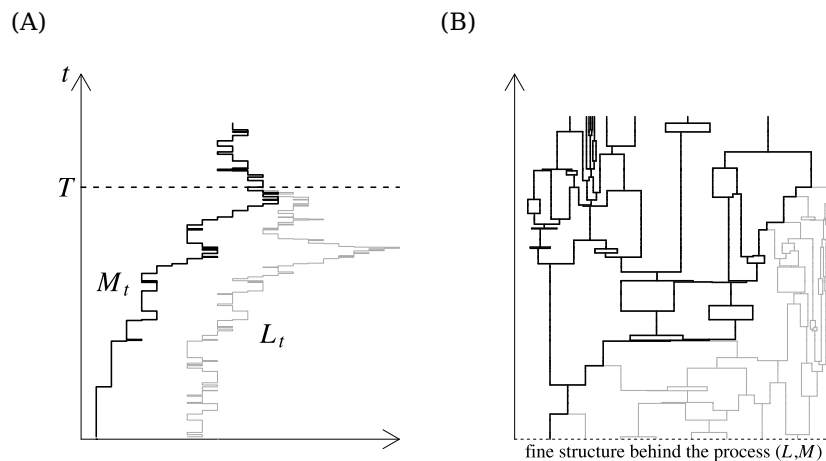 (A)
(B)
t
T
M_t
L_t
fine structure behind the process (L,M)